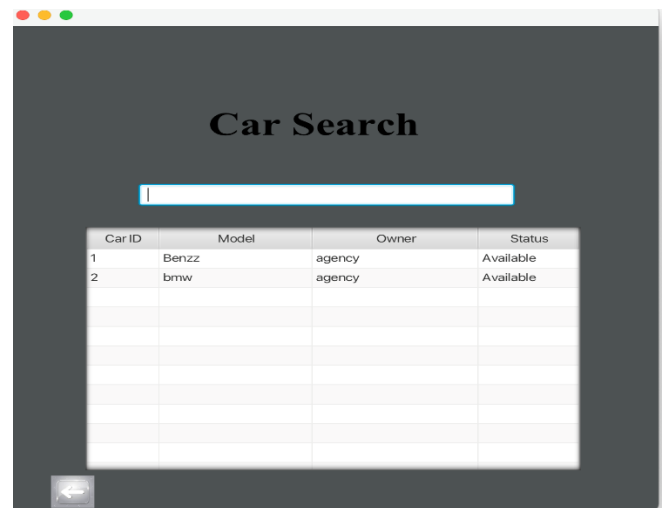 Car Search
Car ID Model Owner Status
1 Benzz agency Available
2 bmw agency Available